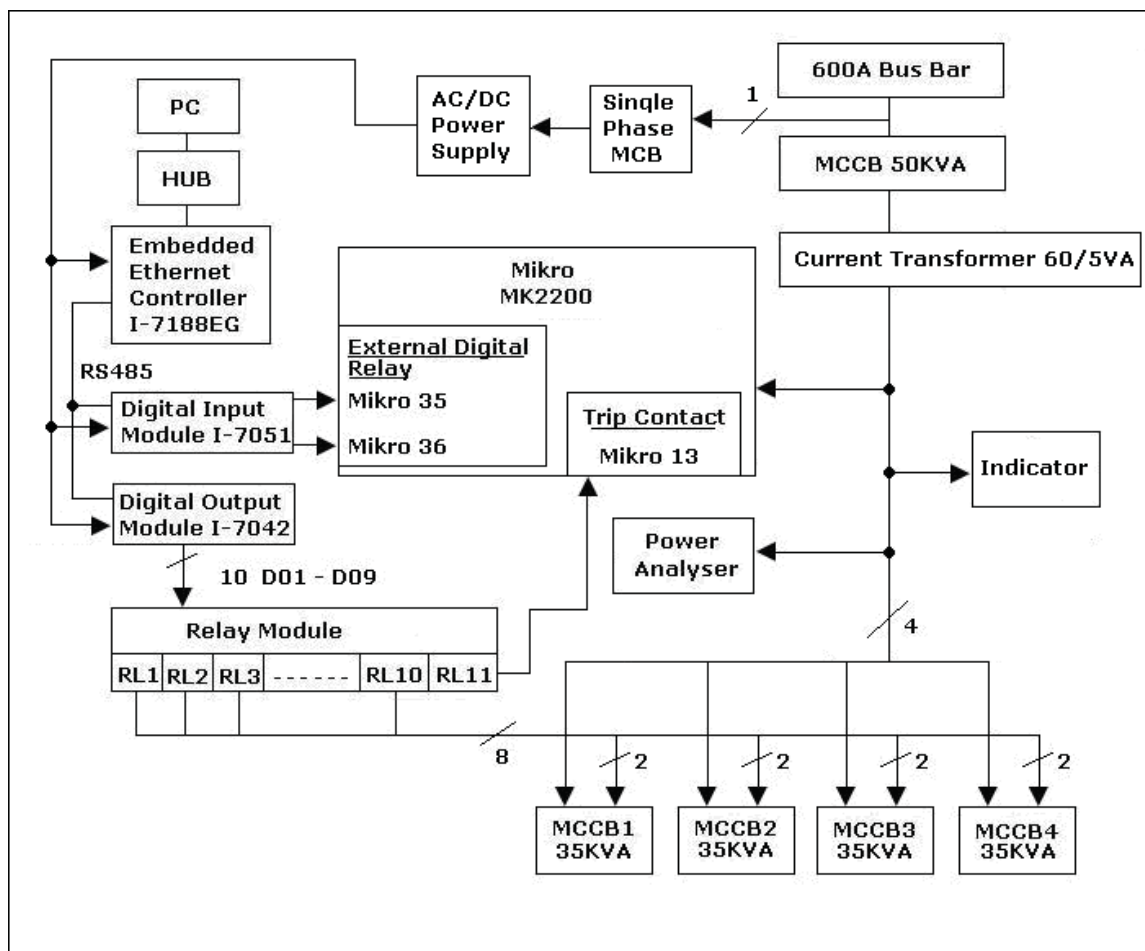 600A Bus Bar
PC
AC/DC
Power
Supply
Sinqle
Phase
MCB
1
HUB
MCCB 50KVA
Embedded
Ethernet
Controller
I-7188EG
Current Transformer 60/5VA
Mikro
MK2200
External Digital
Relay
Mikro 35
Mikro 36
RS485
Digital Input
Module I-7051
Trip Contact
Mikro 13
Indicator
Digital Output
Module I-7042
Power
Analyser
10 D01 - D09
4
Relay Module
RL1 RL2 RL3 ------ RL10 RL11
8
2
2
2
2
MCCB1
35KVA
MCCB2
35KVA
MCCB3
35KVA
MCCB4
35KVA